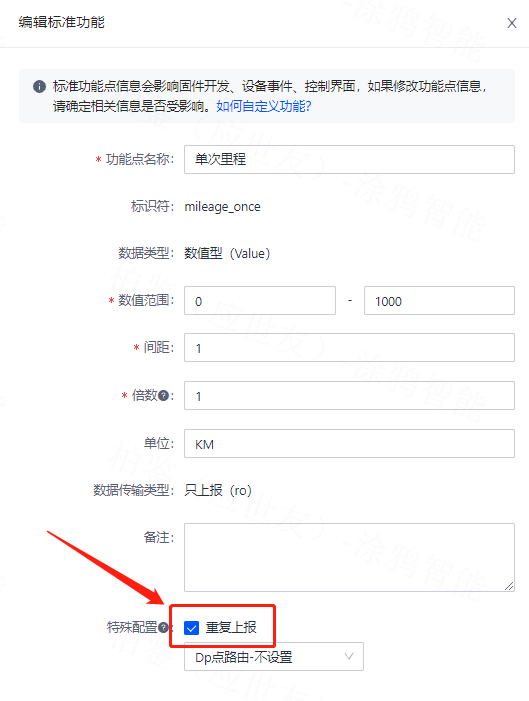 编辑标准功能
标准功能点信息会影响固件开发、设备事件、控制界面，如果修改功能点信息，
请确定相关信息是否受影响。如何自定义功能？
* 功能点名称： 单次里程
标识符： mileage_once
数据类型： 数值型（Value）
* 数值范围： 0 - 1000
* 间距： 1
* 倍数： 1
单位： KM
数据传输类型： 只上报（ro）
备注：
特殊配置： 重复上报
Dp点路由-不设置